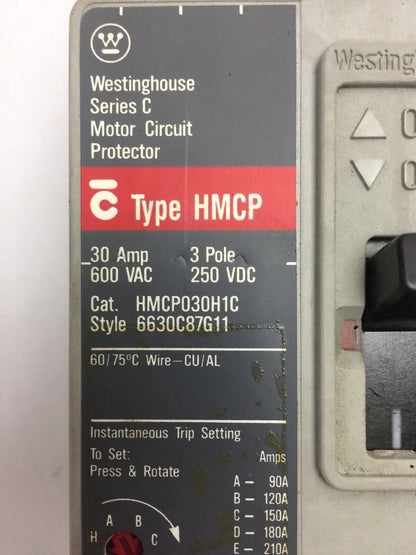 Westinghouse
Series C
Motor Circuit
Protector
Type HMCP
30 Amp 3 Pole
600 VAC 250 VDC
Cat. HMCP030H1C
Style 6630C87G11
60/75°C Wire–CU/AL
Instantaneous Trip Setting
To Set: Amps
Press & Rotate
A – 90A
B – 120A
C – 150A
D – 180A
E – 210A
H A B C
Westing